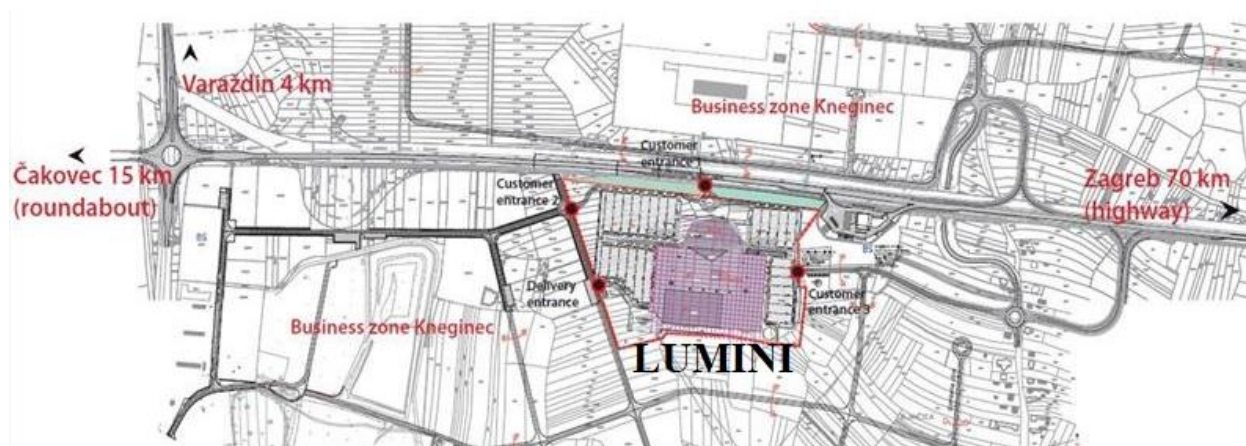 Varaždin 4 km
Business zone Kneginec
Customer
entrance 1
Čakovec 15 km
(roundabout)
Customer
entrance 2
Zagreb 70 km
(highway)
Delivery
entrance
Customer
entrance 3
Business zone Kneginec
LUMINI